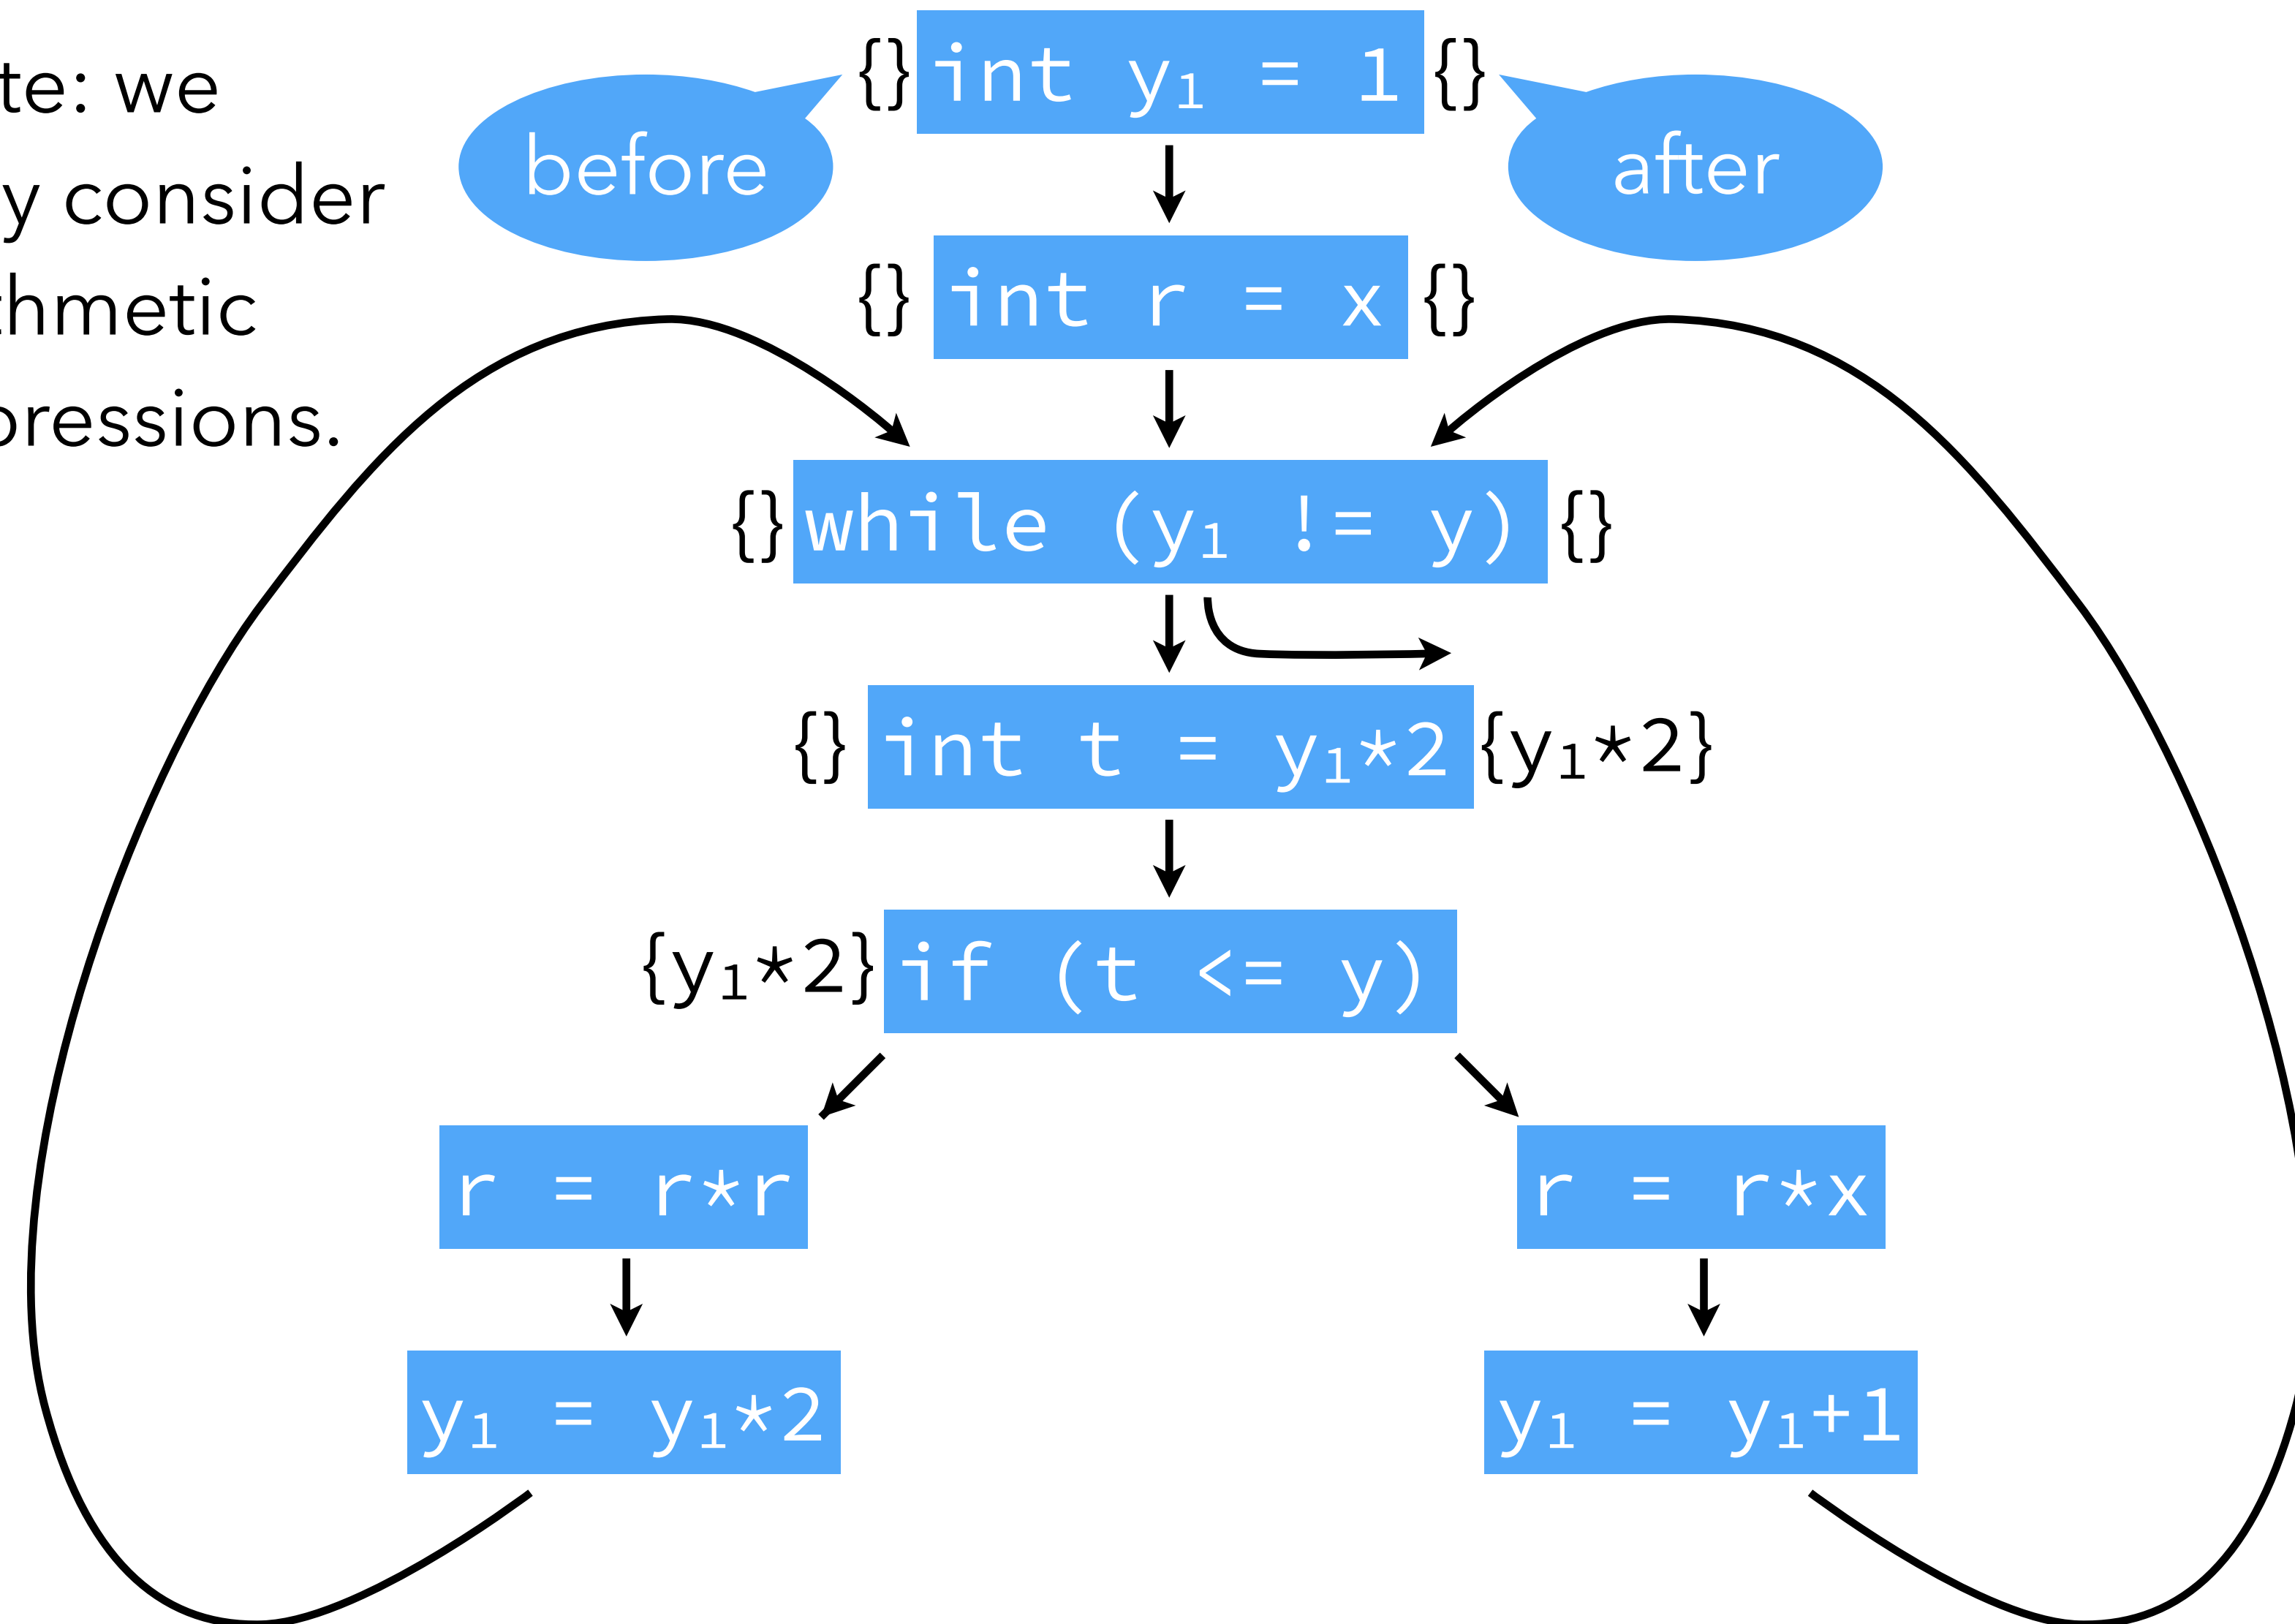 te: we
y consider
hmetic
ressions.
before
after
{} int y₁ = 1 {}
{} int r = x {}
{} while (y₁ != y) {}
{} int t = y₁*2 {y₁*2}
{y₁*2} if (t <= y)
r = r*r
r = r*x
y₁ = y₁*2
y₁ = y₁+1